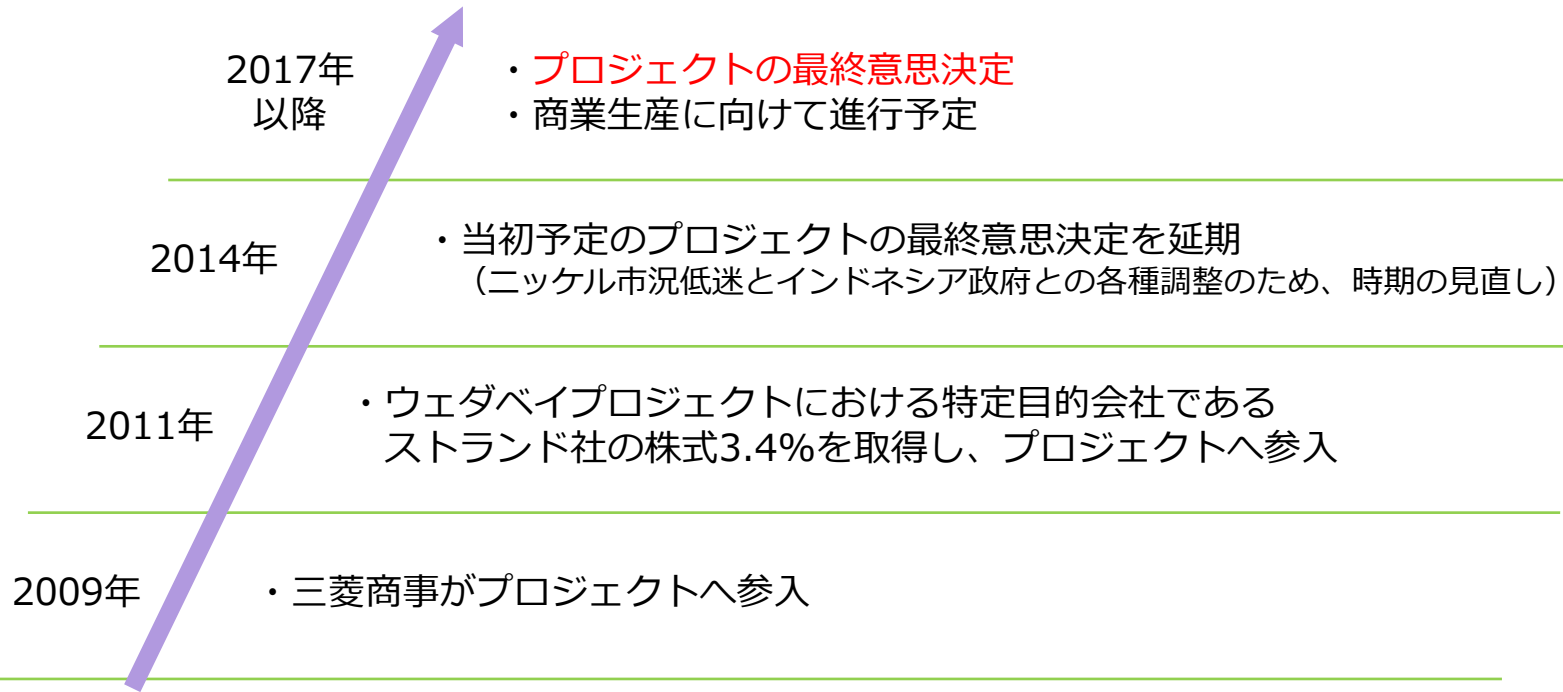 2017年
以降
・プロジェクトの最終意思決定
・商業生産に向けて進行予定
2014年
・当初予定のプロジェクトの最終意思決定を延期
（ニッケル市況低迷とインドネシア政府との各種調整のため、時期の見直し）
2011年
・ウェダベイプロジェクトにおける特定目的会社である
ストランド社の株式3.4%を取得し、プロジェクトへ参入
2009年
・三菱商事がプロジェクトへ参入